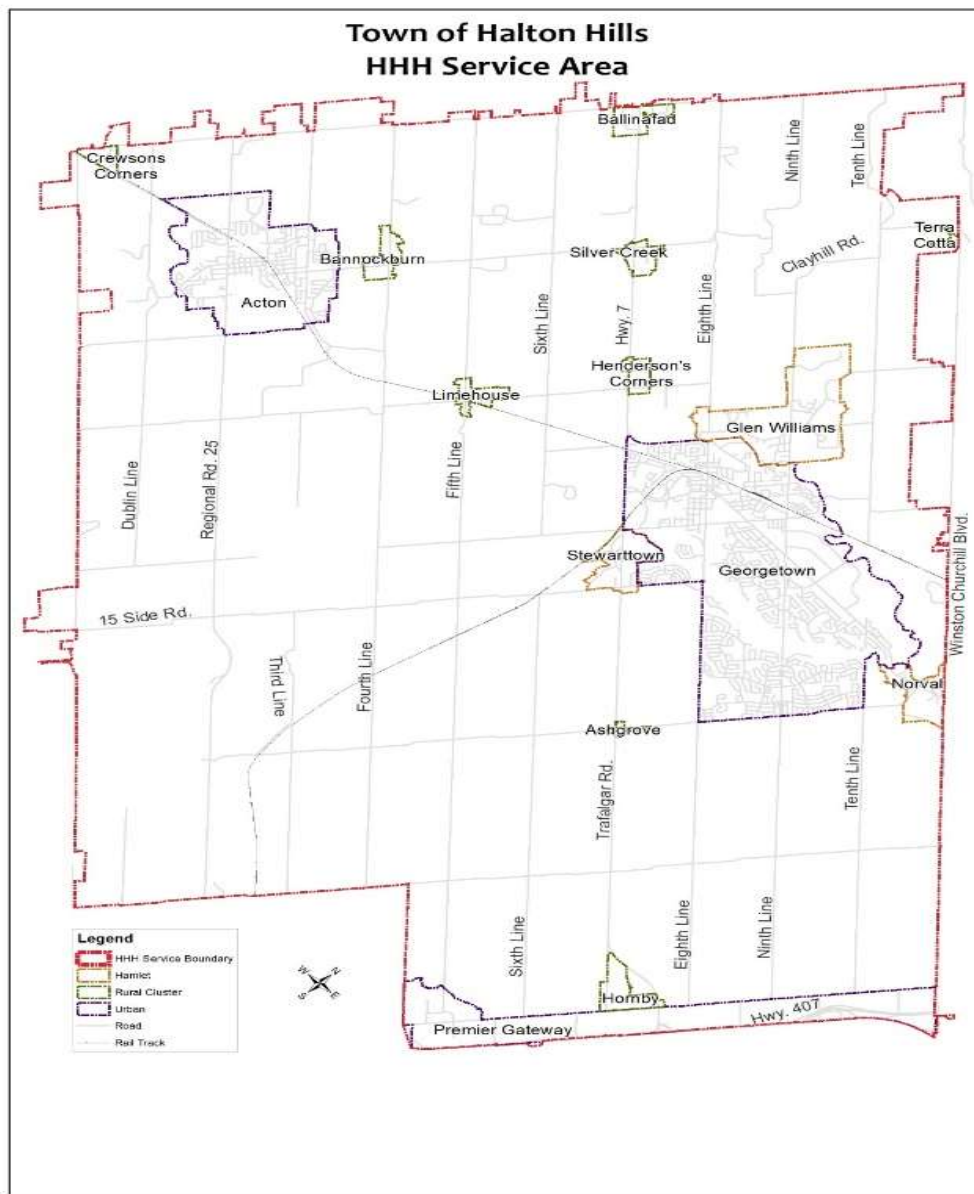 Town of Halton Hills
HHH Service Area
Ballinafad
Crewsons
Corners
Ninth Line
Tenth Line
Terra
Cotta
Bannockburn
Silver Creek
Clayhill Rd.
Acton
Sixth Line
Hwy. 7
Eighth Line
Henderson's
Corners
Limehouse
Glen Williams
Dublin Line
Regional Rd. 25
Fifth Line
Stewarttown
Georgetown
Winston Churchill Blvd.
15 Side Rd.
Third Line
Fourth Line
Norval
Ashgrove
Trafalgar Rd.
Tenth Line
Sixth Line
Eighth Line
Ninth Line
Legend
HHH Service Boundary
Hamlet
Rural Cluster
Urban
Road
Rail Track
N
W
E
S
Hornby
Hwy. 407
Premier Gateway